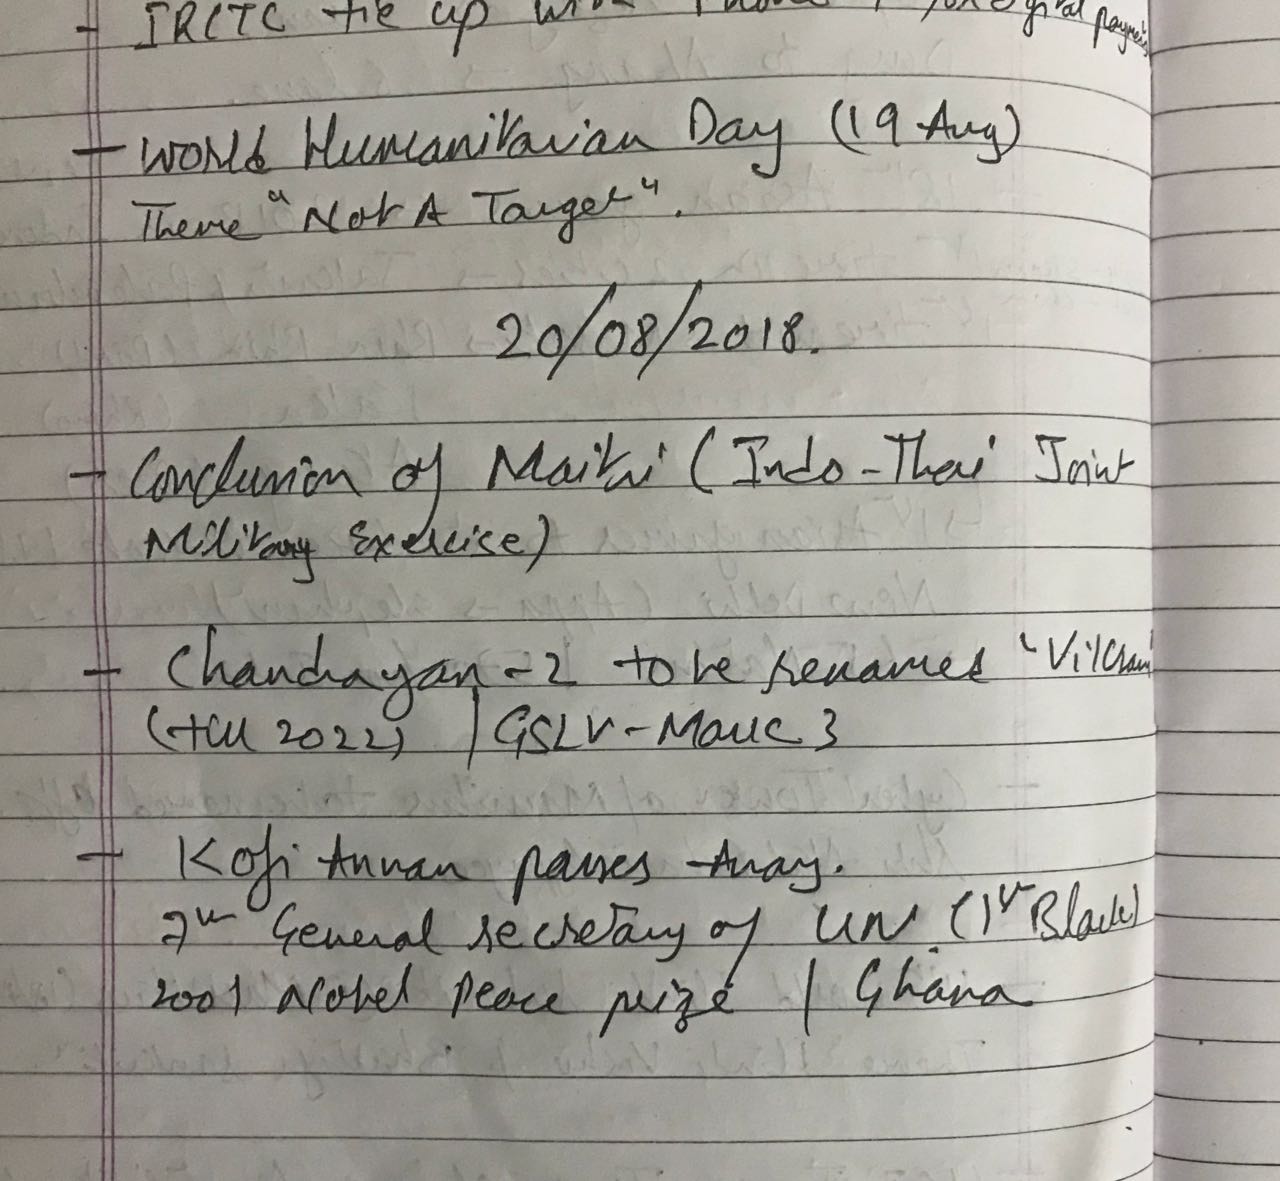 - IRCTC tie up with Phone P for digital payments
- World Humanitarian Day (19 Aug)
Theme "Not A Target".
20/08/2018.
- Conclusion of Maitri (Indo-Thai Joint
Military Exercise)
- Chandrayan-2 to be renamed 'Vikram
(till 2022) | GSLV-Mark 3
- Kofi Annan passes Away.
7th General secretary of UN. (1st Black)
2001 Nobel Peace prize | Ghana